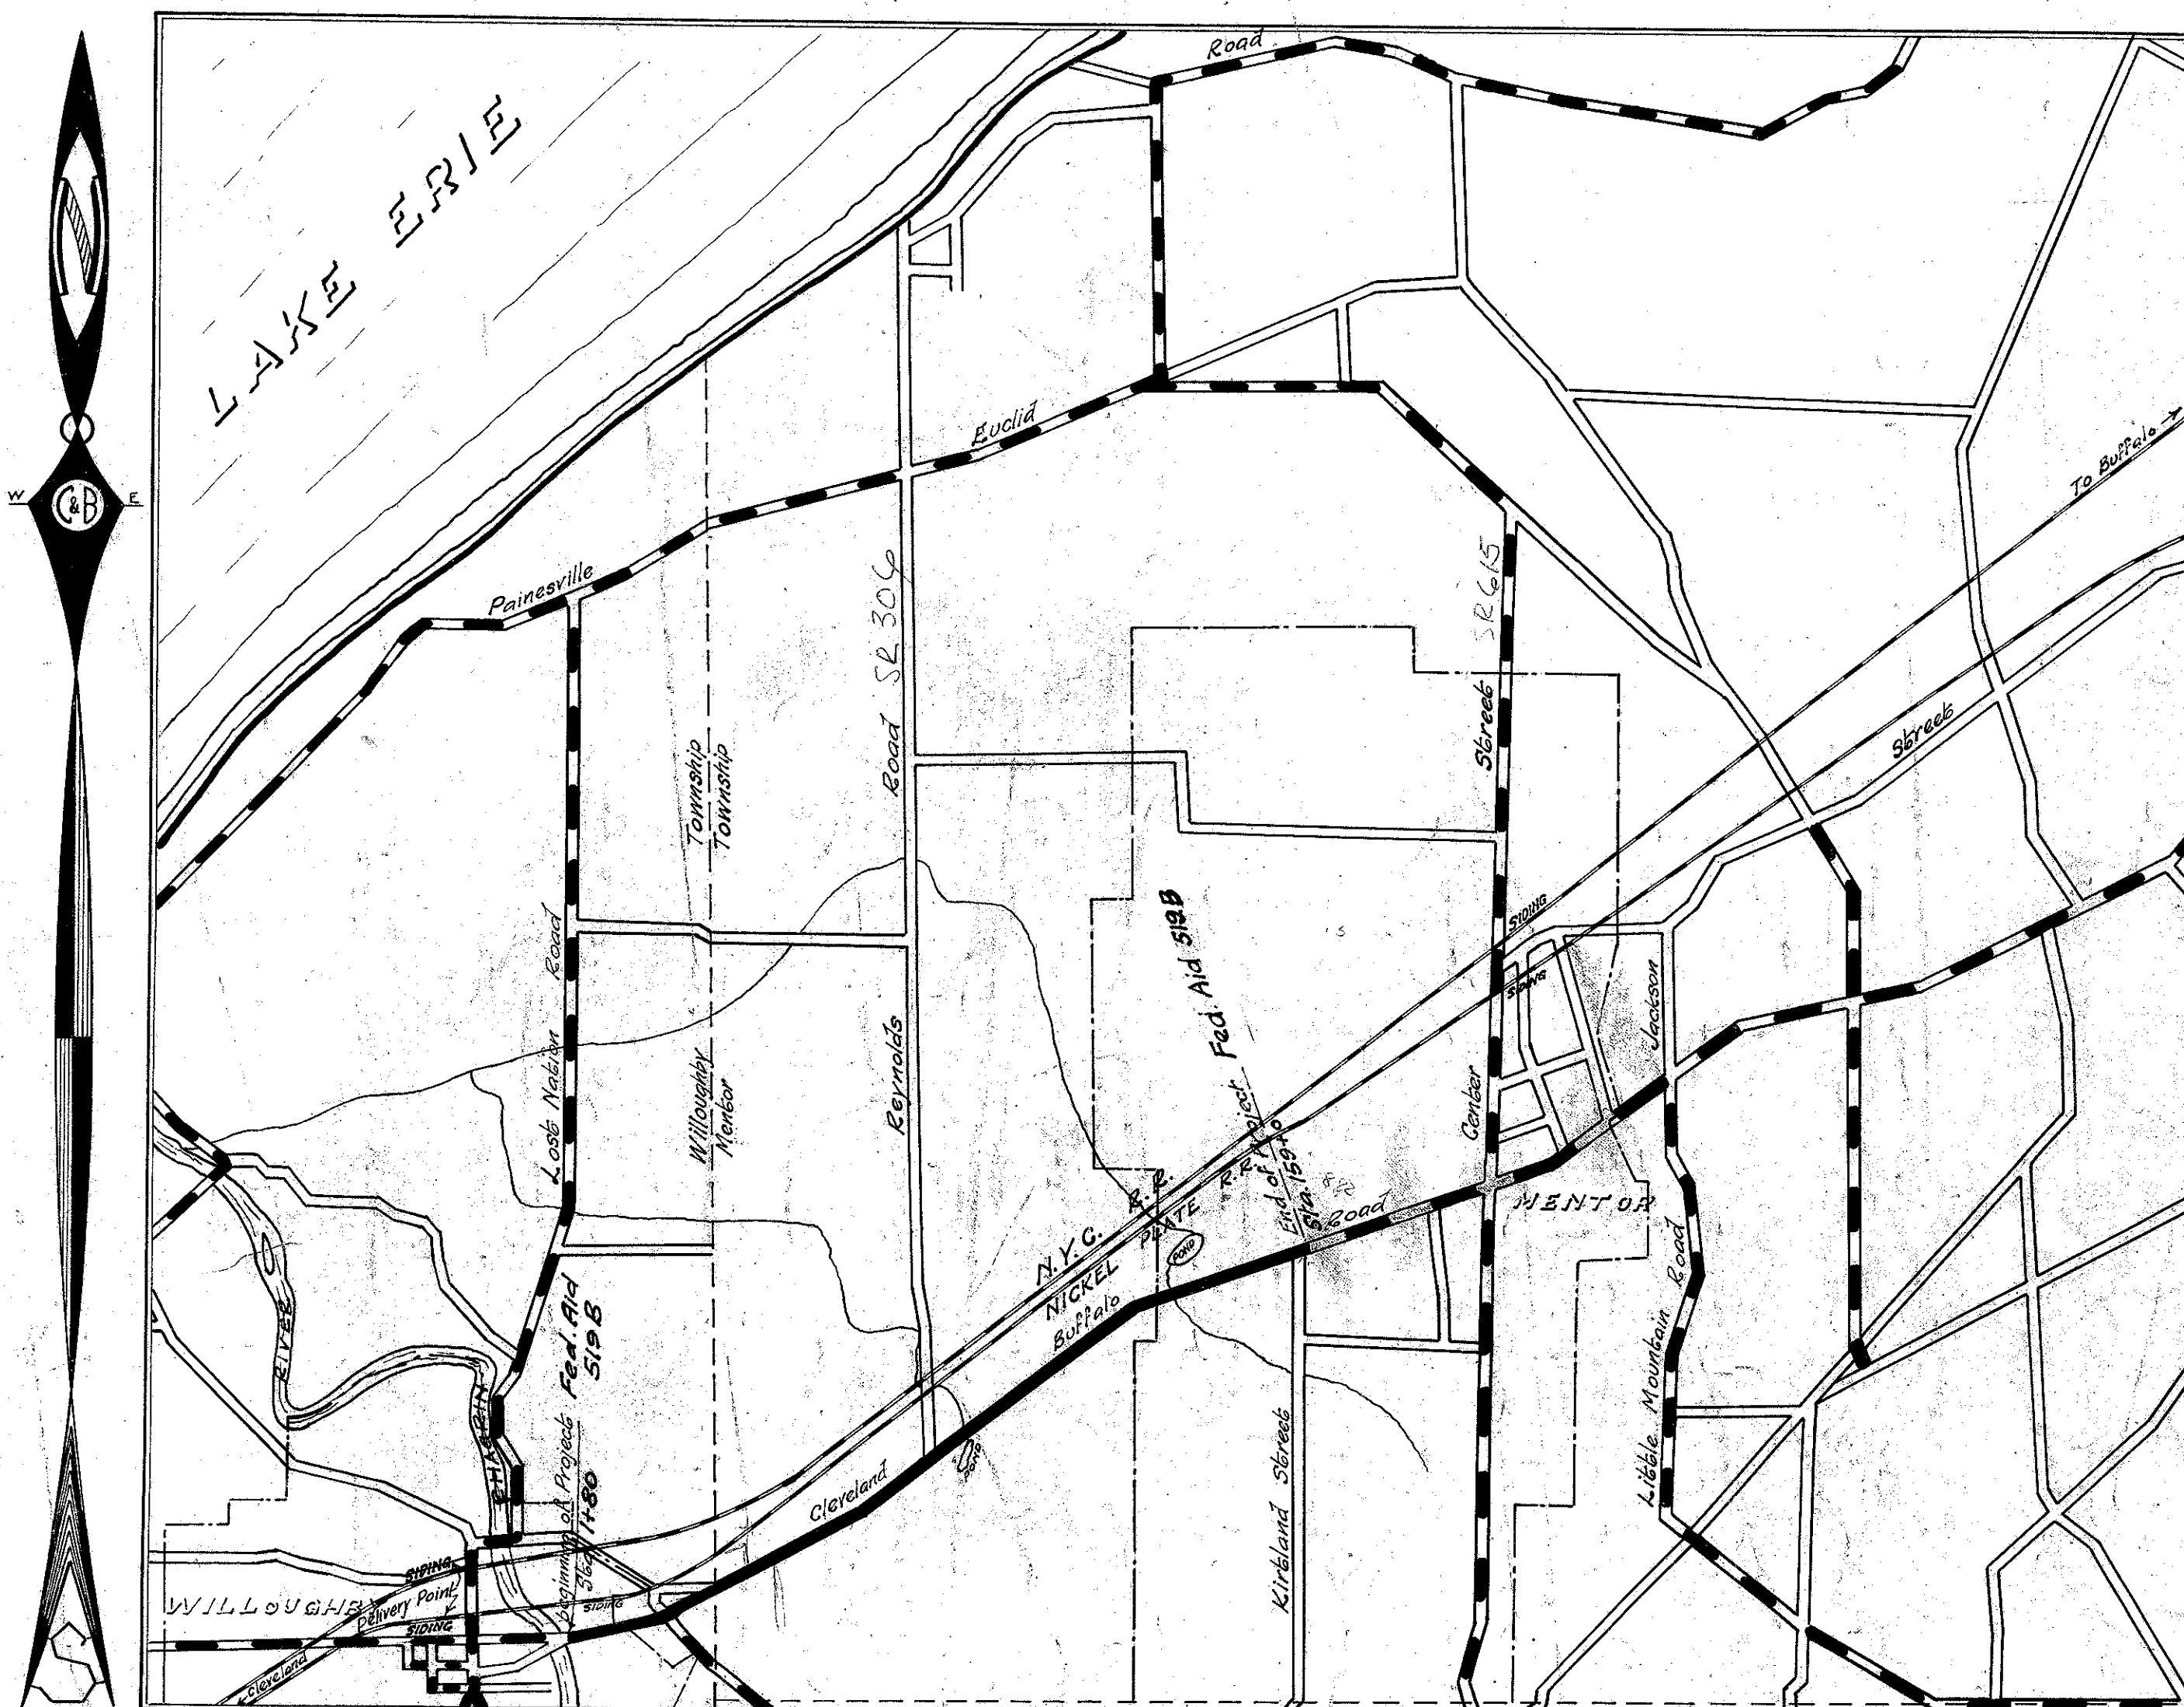 Road
LAKE ERIE
Euclid
To Buffalo
W
C&B
E
SR 615
Painesville
Road SR 306
Street
Street
Township
Township
Fed. Aid 519B
SIDING
SIDING
Lost Nation Road
Jackson
Reynolds
Willoughby
Mentor
Center
End of Project
Sta. 159+0
R.R.
R.R.
N.Y.C.
NICKEL PLATE
POND
Road
MENTOR
Buffalo
RIVER
CHAGRIN
Fed. Aid
519B
beginning of Project
Sta. 1+80
Cleveland
POND
Kirtland Street
Little Mountain Road
SIDING
WILLOUGHBY
Delivery Point
SIDING
SIDING
Cleveland
S